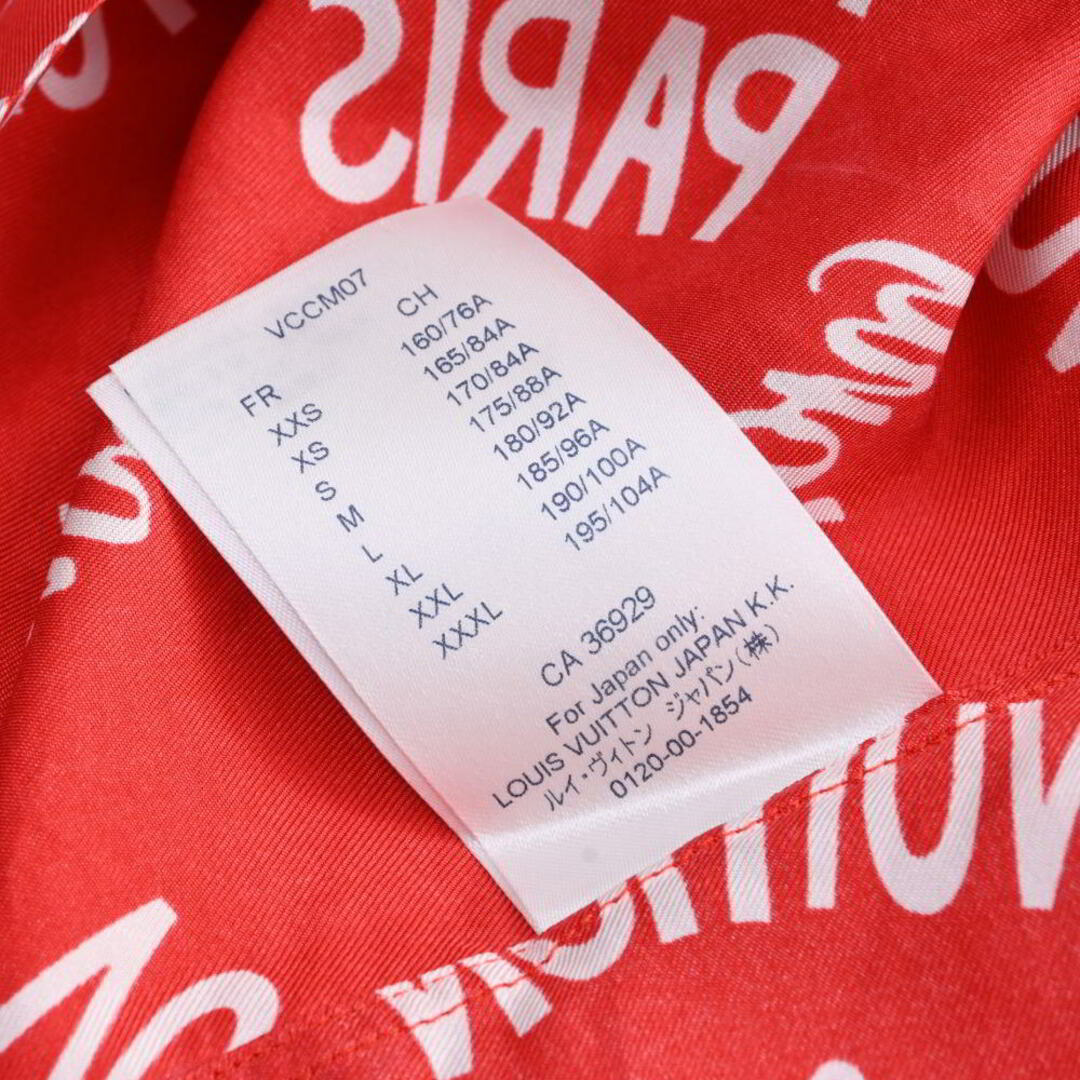 PARIS
VCCM07
FR CH
XXS 160/76A
XS 165/84A
S 170/84A
M 175/88A
L 180/92A
XL 185/96A
XXL 190/100A
XXXL 195/104A
CA 36929
For Japan only:
LOUIS VUITTON JAPAN K.K.
ルイ・ヴィトン ジャパン(株)
0120-00-1854